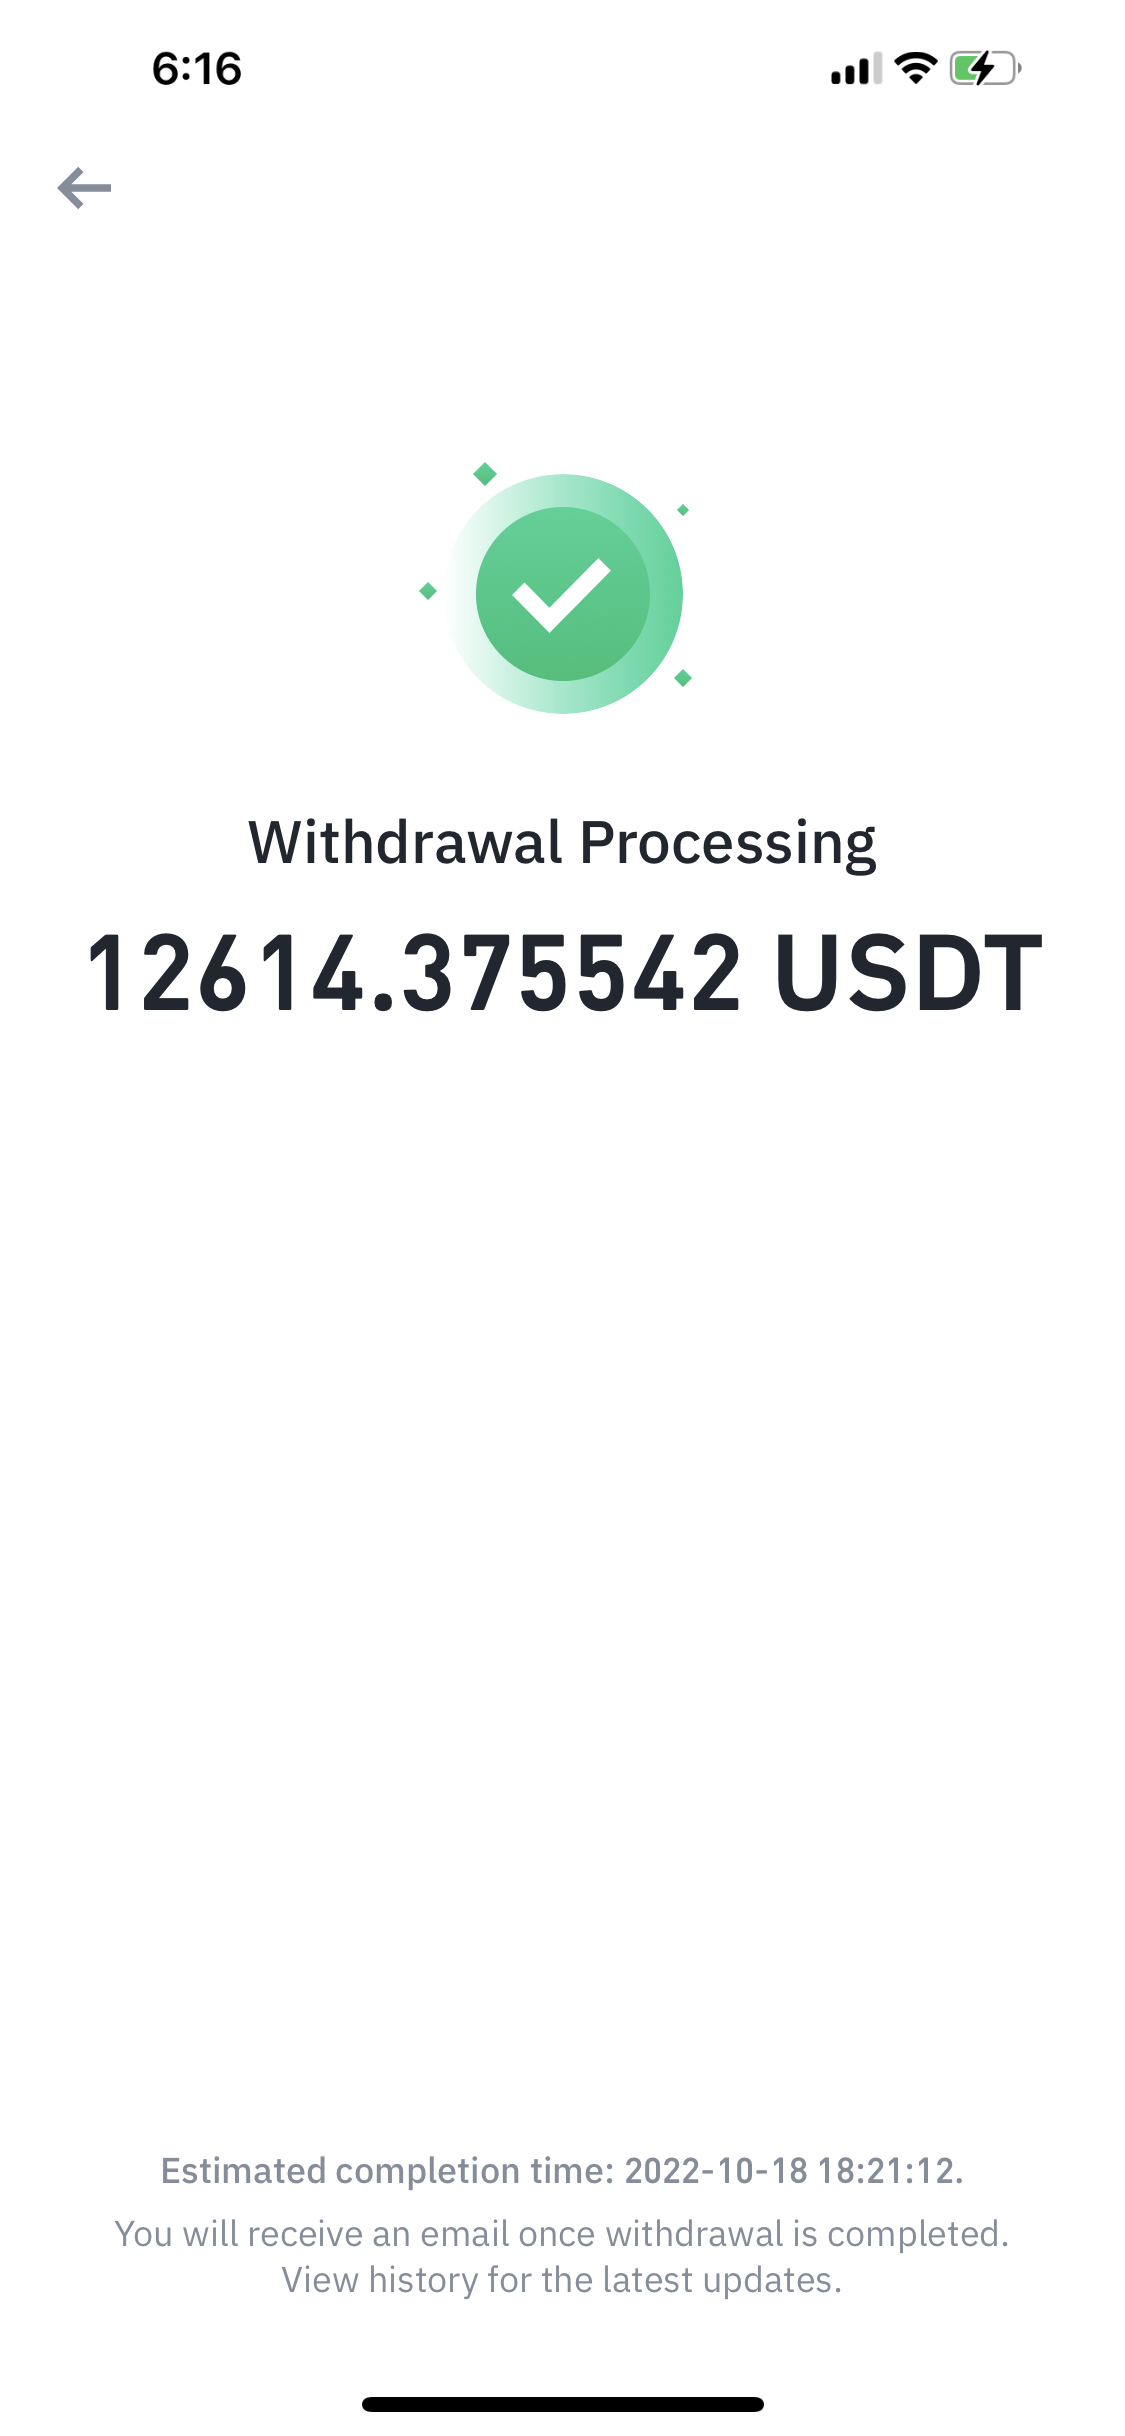 6:16
Withdrawal Processing
12614.375542 USDT
Estimated completion time: 2022-10-18 18:21:12.
You will receive an email once withdrawal is completed.
View history for the latest updates.